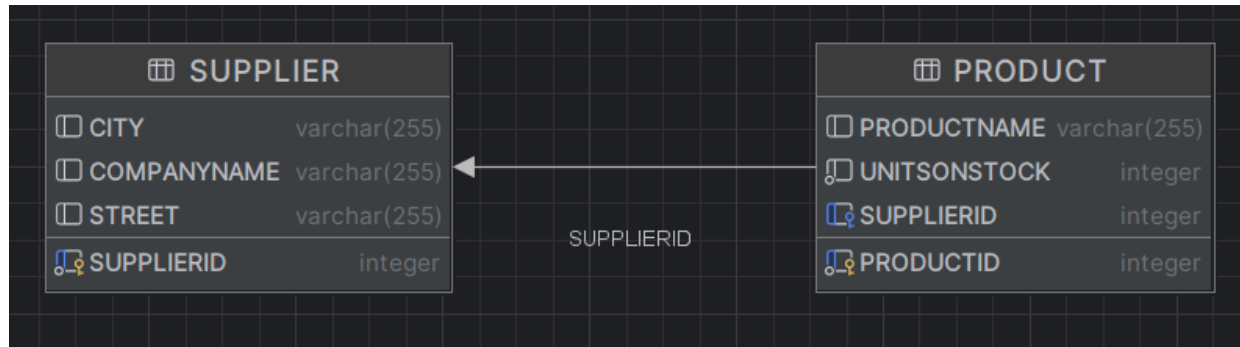 SUPPLIER
CITY varchar(255)
COMPANYNAME varchar(255)
STREET varchar(255)
SUPPLIERID integer
SUPPLIERID
PRODUCT
PRODUCTNAME varchar(255)
UNITSONSTOCK integer
SUPPLIERID integer
PRODUCTID integer